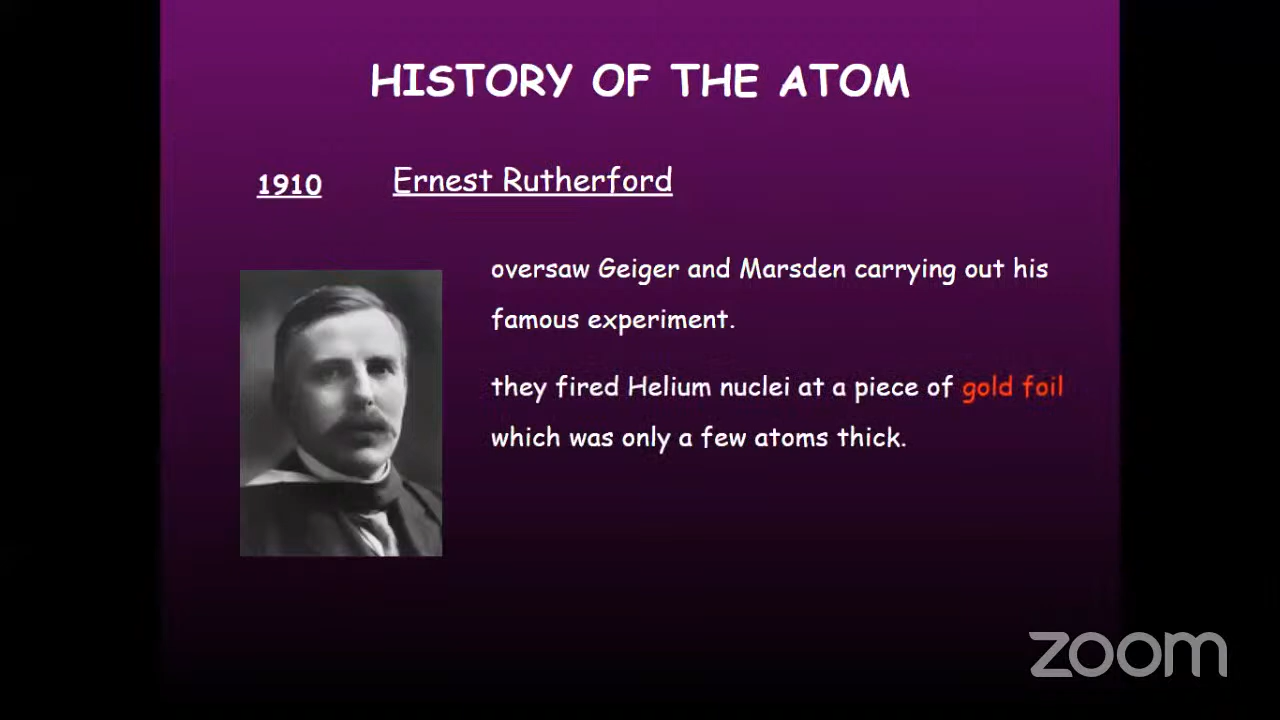 HISTORY OF THE ATOM
1910
Ernest Rutherford
oversaw Geiger and Marsden carrying out his
famous experiment.
they fired Helium nuclei at a piece of gold foil
which was only a few atoms thick.
zoom